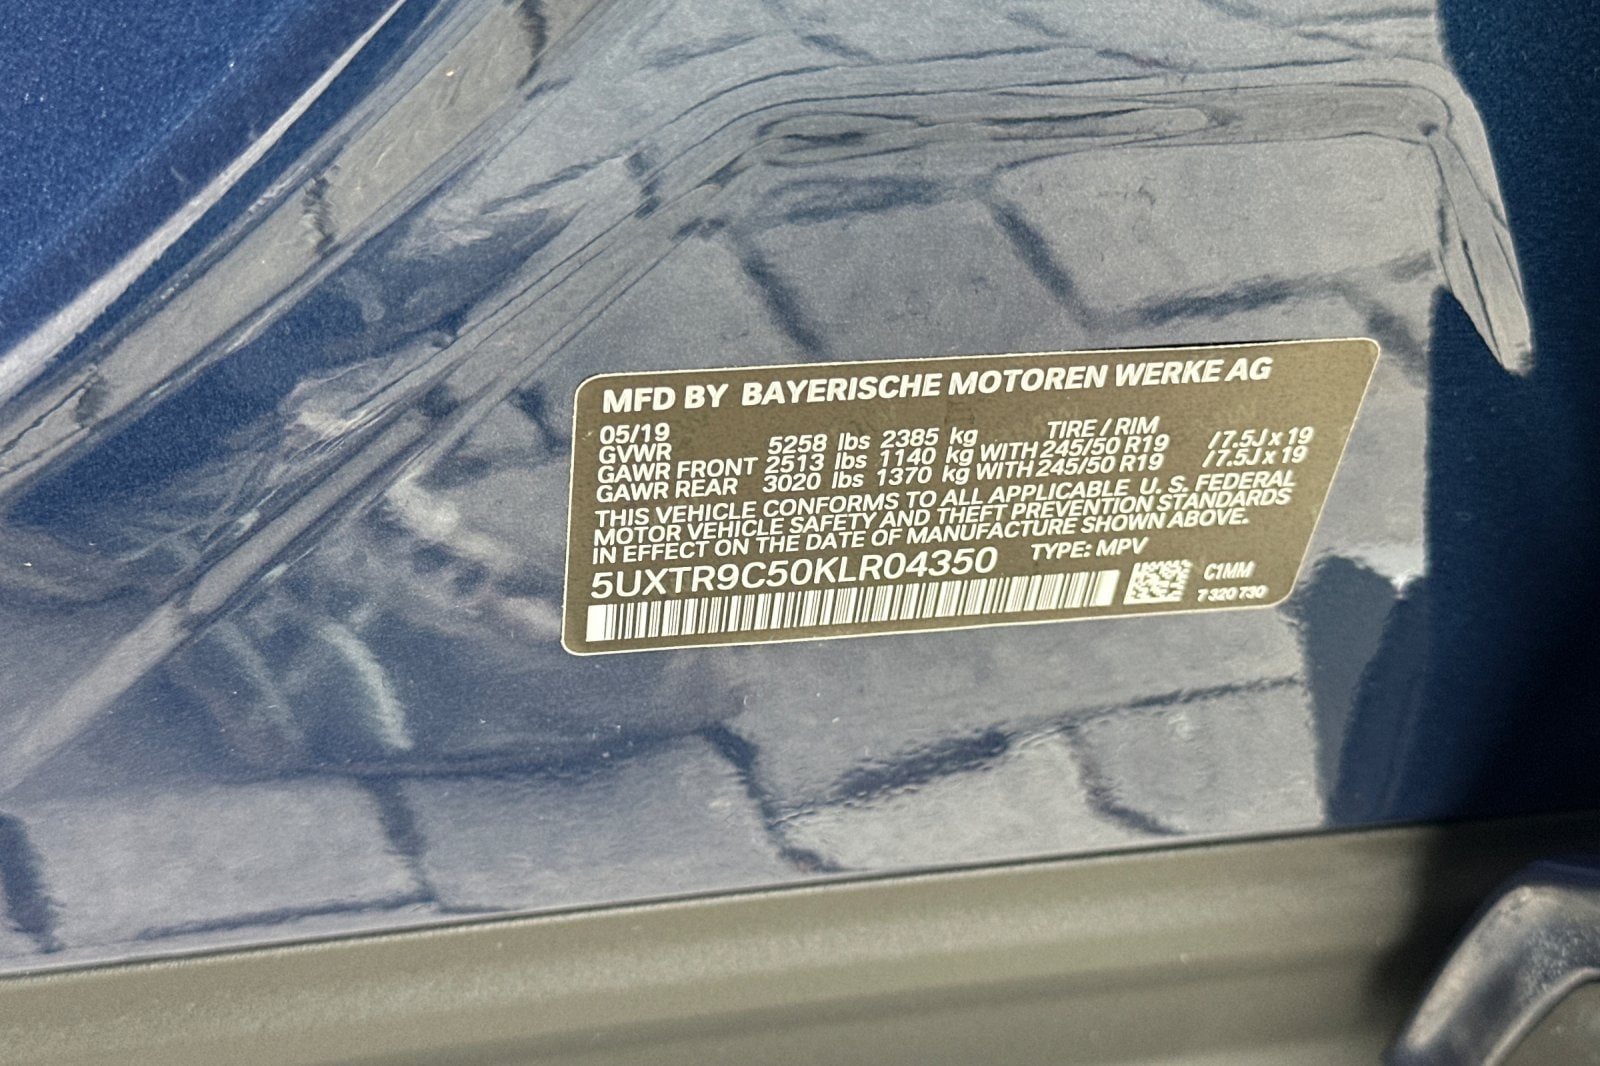 MFD BY BAYERISCHE MOTOREN WERKE AG
05/19 TIRE / RIM
GVWR 5258 lbs 2385 kg
GAWR FRONT 2513 lbs 1140 kg WITH 245/50 R19 /7.5J x 19
GAWR REAR 3020 lbs 1370 kg WITH 245/50 R19 /7.5J x 19
THIS VEHICLE CONFORMS TO ALL APPLICABLE U. S. FEDERAL
MOTOR VEHICLE SAFETY AND THEFT PREVENTION STANDARDS
IN EFFECT ON THE DATE OF MANUFACTURE SHOWN ABOVE.
5UXTR9C50KLR04350 TYPE: MPV
C1MM
7 320 730